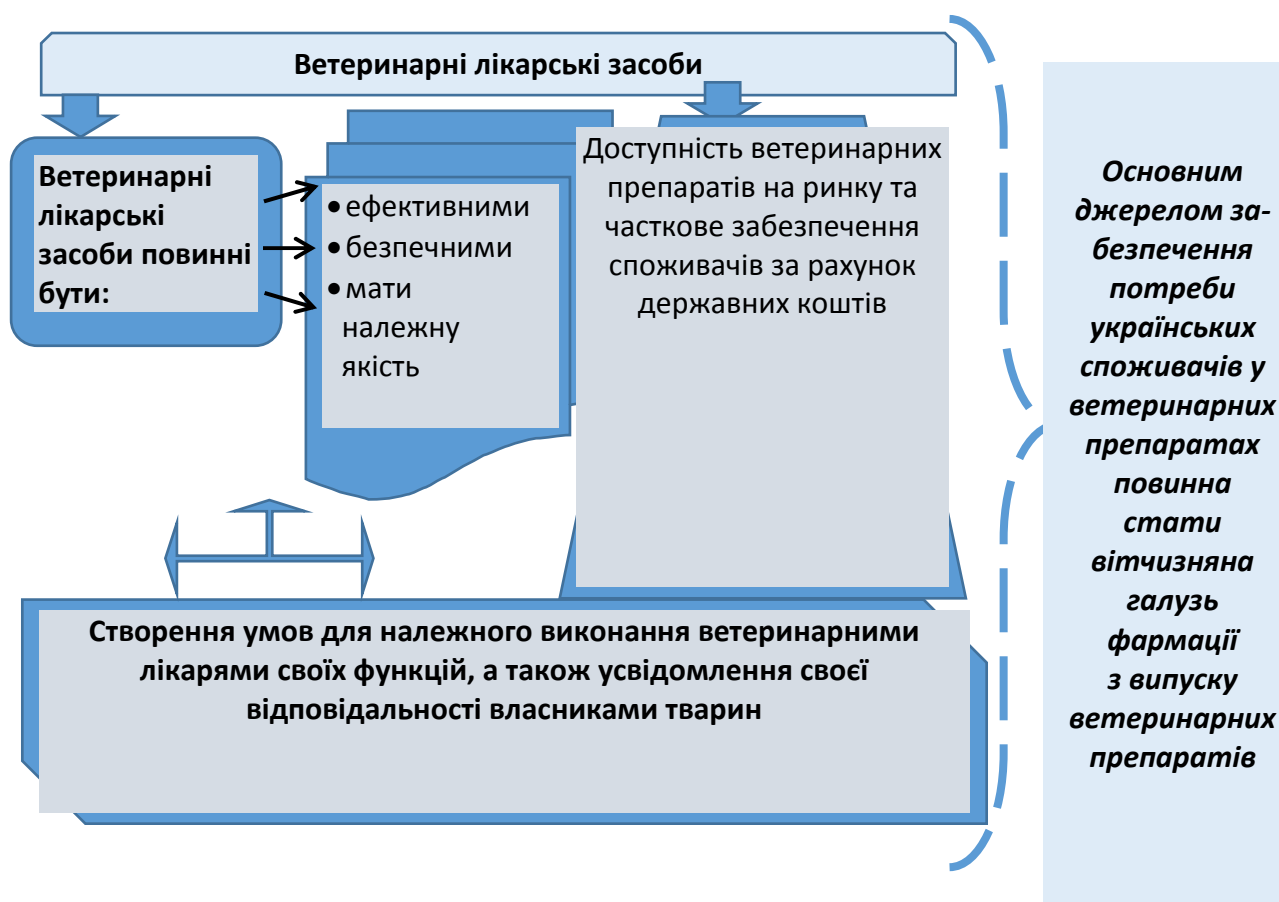 Ветеринарні лікарські засоби
Ветеринарні
лікарські
засоби повинні
бути:
• ефективними
• безпечними
• мати
належну
якість
Доступність ветеринарних
препаратів на ринку та
часткове забезпечення
споживачів за рахунок
державних коштів
Створення умов для належного виконання ветеринарними
лікарями своїх функцій, а також усвідомлення своєї
відповідальності власниками тварин
Основним
джерелом за-
безпечення
потреби
українських
споживачів у
ветеринарних
препаратах
повинна
стати
вітчизняна
галузь
фармації
з випуску
ветеринарних
препаратів